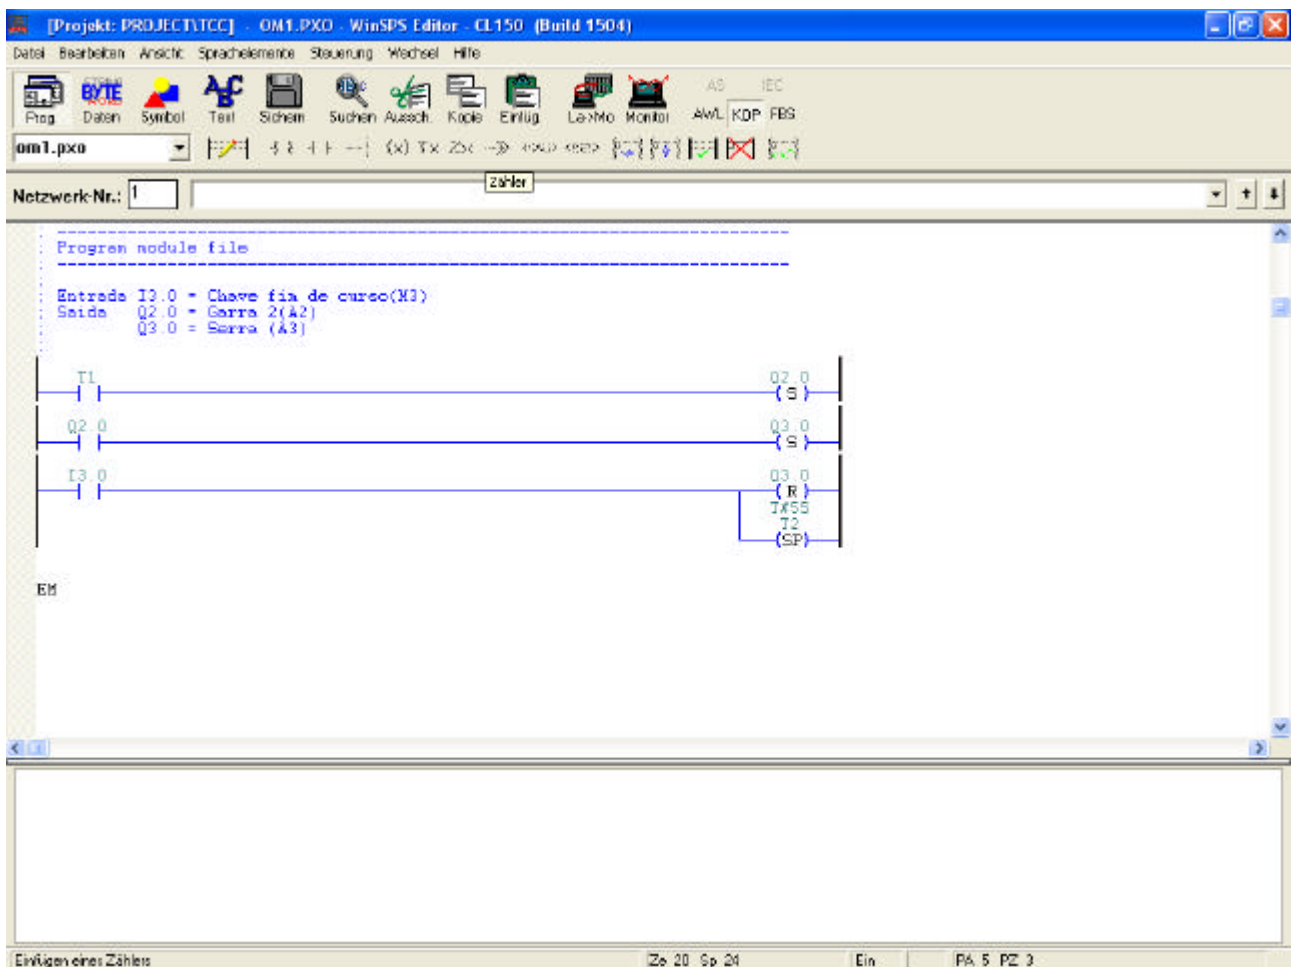 [Projekt: PROJECT\TCC] - OM1.PXO - WinSPS Editor - CL150 (Build 1504)
Datei Bearbeiten Ansicht Sprachelemente Steuerung Wechsel Hilfe
AS IEC
Prog Daten Symbol Text Sichern Suchen Aussch. Kopie Einfüg. La->Mo Monitor AWL KOP FBS
om1.pxo
(x) Tx Zx
Zähler
Netzwerk-Nr.: 1
Program module file
Entrada I3.0 = Chave fim de curso(M3)
Saida Q2.0 = Garra 2(A2)
Q3.0 = Serra (A3)
T1 Q2.0
(S)
Q2.0 Q3.0
(S)
I3.0 Q3.0
(R)
T#5S
T2
(SP)
EM
Einfügen eines Zählers Ze 20 Sp 24 Ein PA 5 PZ 3